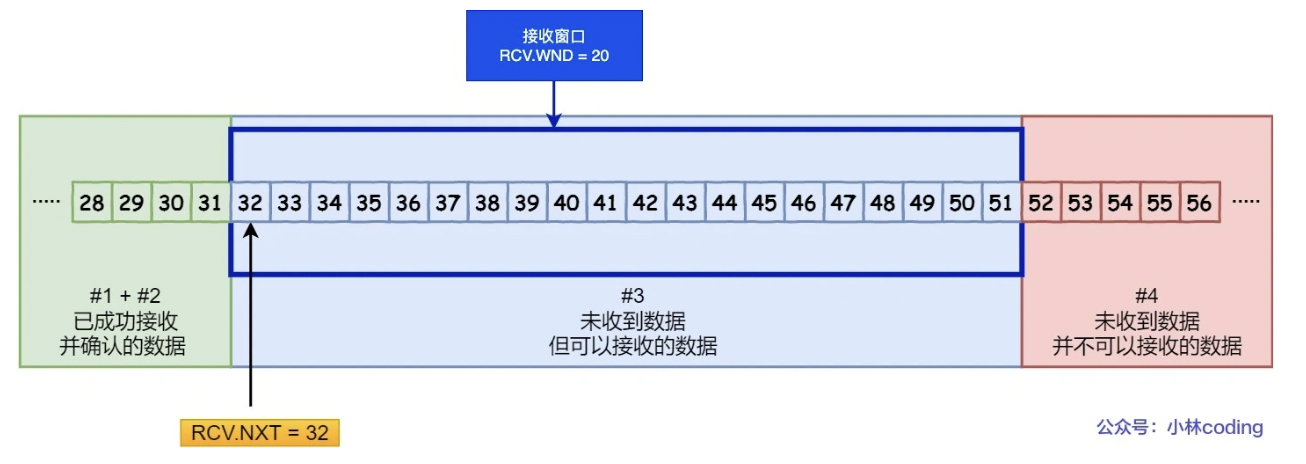 接收窗口
RCV.WND = 20
····· 28 29 30 31 32 33 34 35 36 37 38 39 40 41 42 43 44 45 46 47 48 49 50 51 52 53 54 55 56 ·····
#1 + #2
已成功接收
并确认的数据
#3
未收到数据
但可以接收的数据
#4
未收到数据
并不可以接收的数据
RCV.NXT = 32
公众号：小林coding